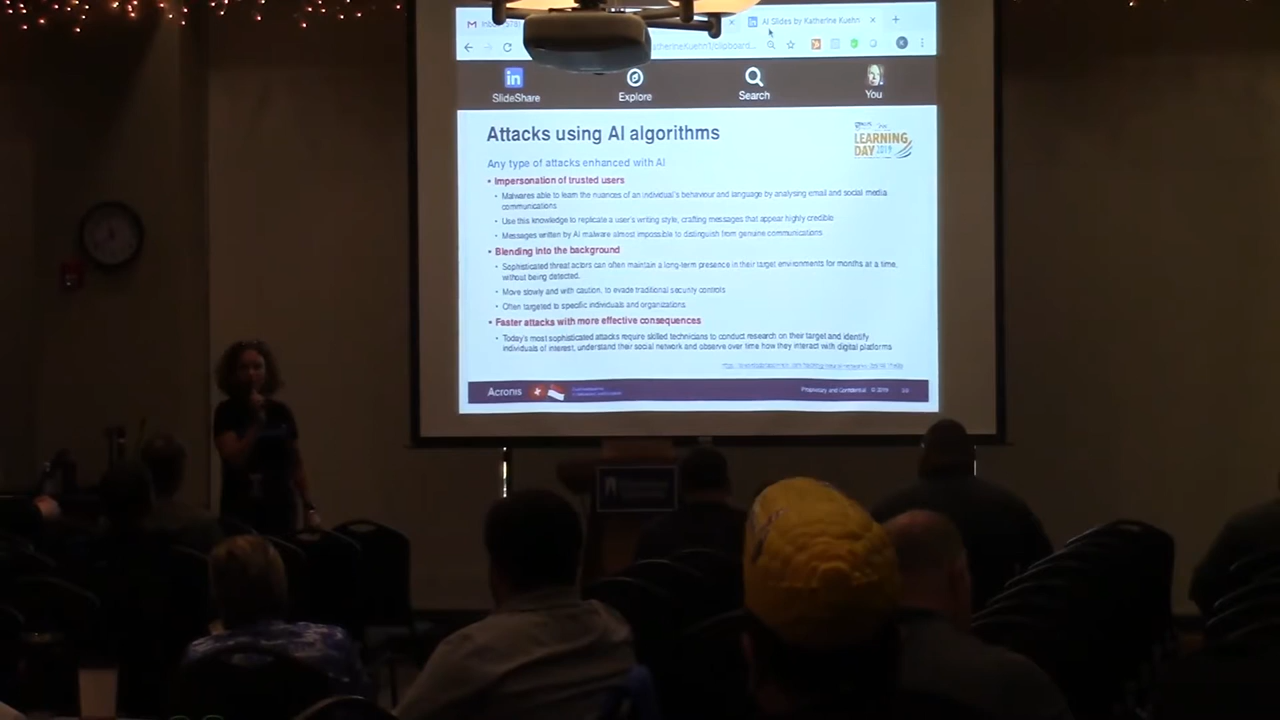 AI Slides by Katherine Kuehn
atherineKuehn1/clipboard...
SlideShare
Explore
Search
You
Attacks using AI algorithms
LEARNING
DAY 2019
Any type of attacks enhanced with AI
• Impersonation of trusted users
• Malwares able to learn the nuances of an individual's behaviour and language by analysing email and social media
communications
• Use this knowledge to replicate a user's writing style, crafting messages that appear highly credible
• Messages written by AI malware almost impossible to distinguish from genuine communications
• Blending into the background
• Sophisticated threat actors can often maintain a long-term presence in their target environments for months at a time,
without being detected.
• Move slowly and with caution, to evade traditional security controls
• Often targeted to specific individuals and organizations
• Faster attacks with more effective consequences
• Today's most sophisticated attacks require skilled technicians to conduct research on their target and identify
individuals of interest, understand their social network and observe over time how they interact with digital platforms
Acronis
Proprietary and Confidential © 2019